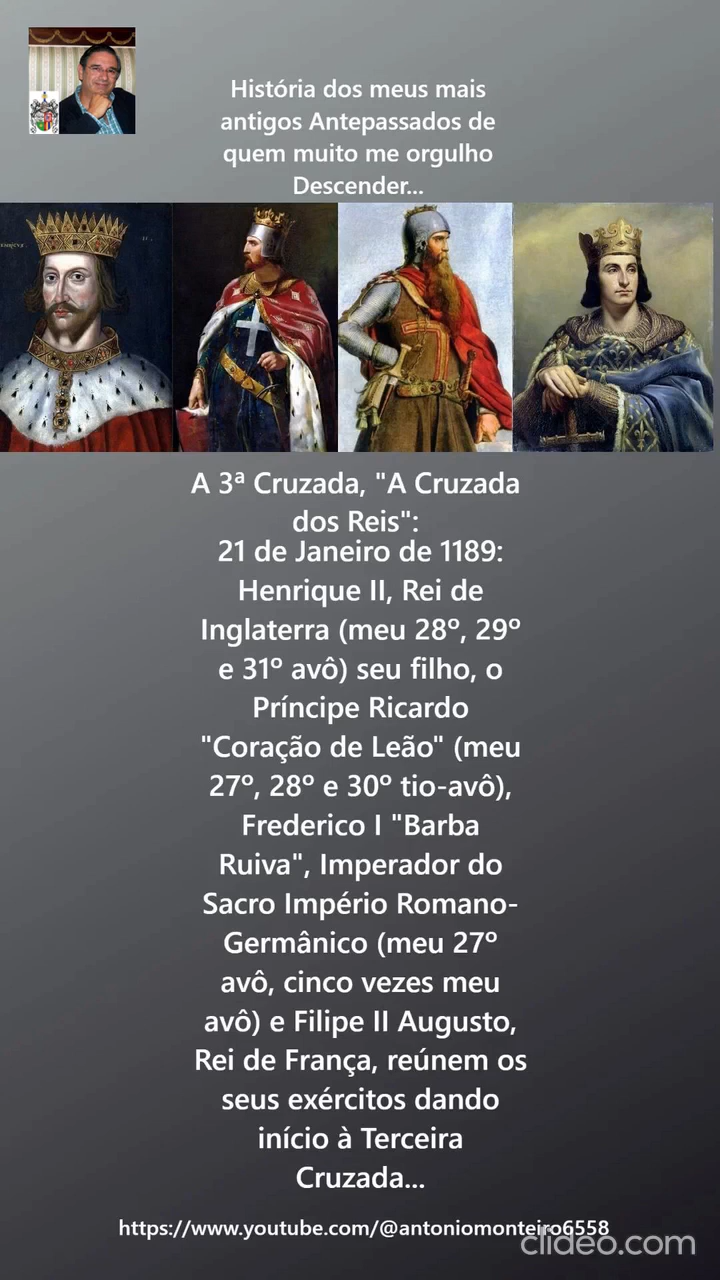 História dos meus mais
antigos Antepassados de
quem muito me orgulho
Descender...
A 3ª Cruzada, "A Cruzada
dos Reis":
21 de Janeiro de 1189:
Henrique II, Rei de
Inglaterra (meu 28º, 29º
e 31º avô) seu filho, o
Príncipe Ricardo
"Coração de Leão" (meu
27º, 28º e 30º tio-avô),
Frederico I "Barba
Ruiva", Imperador do
Sacro Império Romano-
Germânico (meu 27º
avô, cinco vezes meu
avô) e Filipe II Augusto,
Rei de França, reúnem os
seus exércitos dando
início à Terceira
Cruzada...
https://www.youtube.com/@antoniomonteiro6558
clideo.com